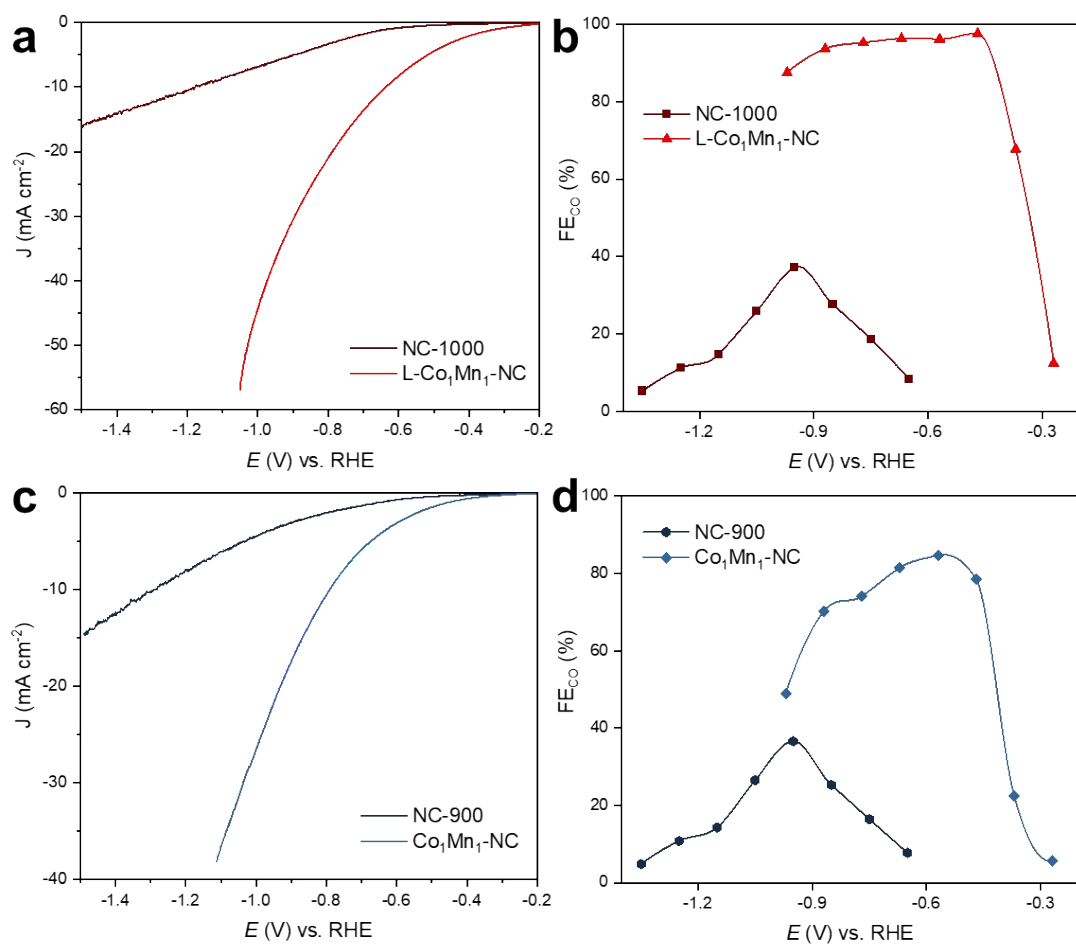 a
0
-10
-20
-30
-40
-50
-60
J (mA cm⁻²)
NC-1000
L-Co₁Mn₁-NC
-1.4 -1.2 -1.0 -0.8 -0.6 -0.4 -0.2
E (V) vs. RHE
b
100
80
60
40
20
0
FE_CO (%)
NC-1000
L-Co₁Mn₁-NC
-1.2 -0.9 -0.6 -0.3
E (V) vs. RHE
c
0
-10
-20
-30
-40
J (mA cm⁻²)
NC-900
Co₁Mn₁-NC
-1.4 -1.2 -1.0 -0.8 -0.6 -0.4 -0.2
E (V) vs. RHE
d
100
80
60
40
20
0
FE_CO (%)
NC-900
Co₁Mn₁-NC
-1.2 -0.9 -0.6 -0.3
E (V) vs. RHE